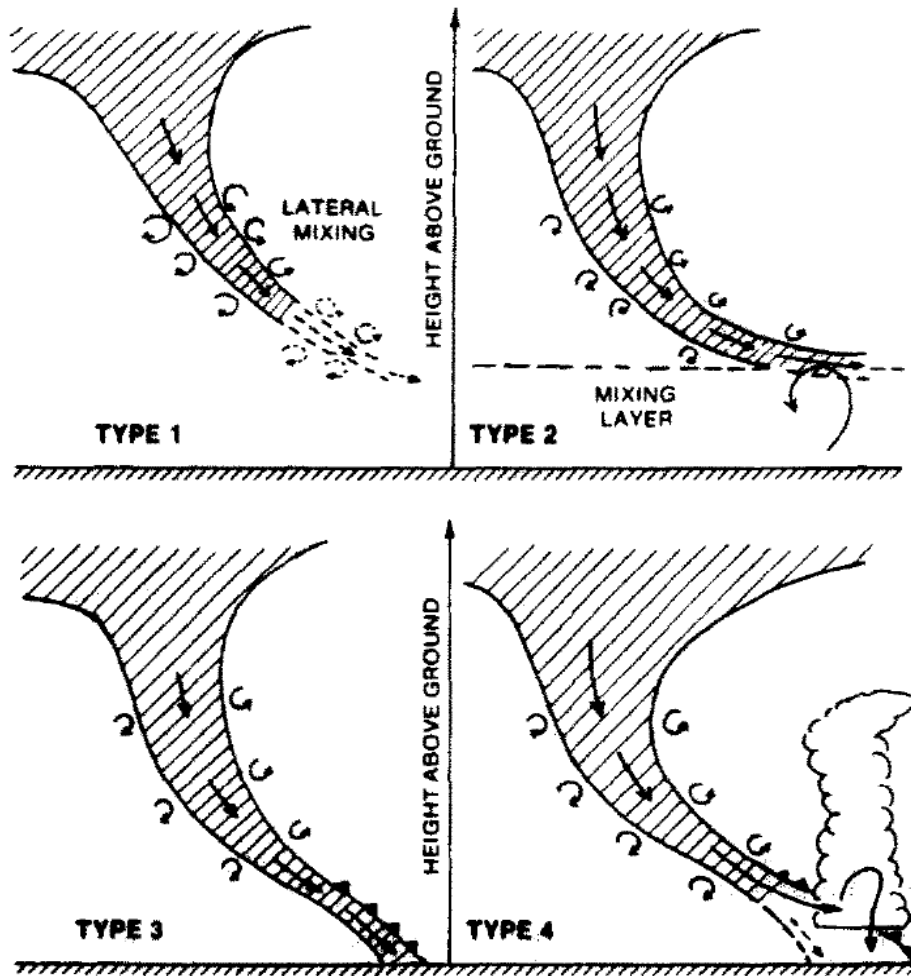 LATERAL
MIXING
HEIGHT ABOVE GROUND
MIXING
LAYER
TYPE 1
TYPE 2
HEIGHT ABOVE GROUND
TYPE 3
TYPE 4